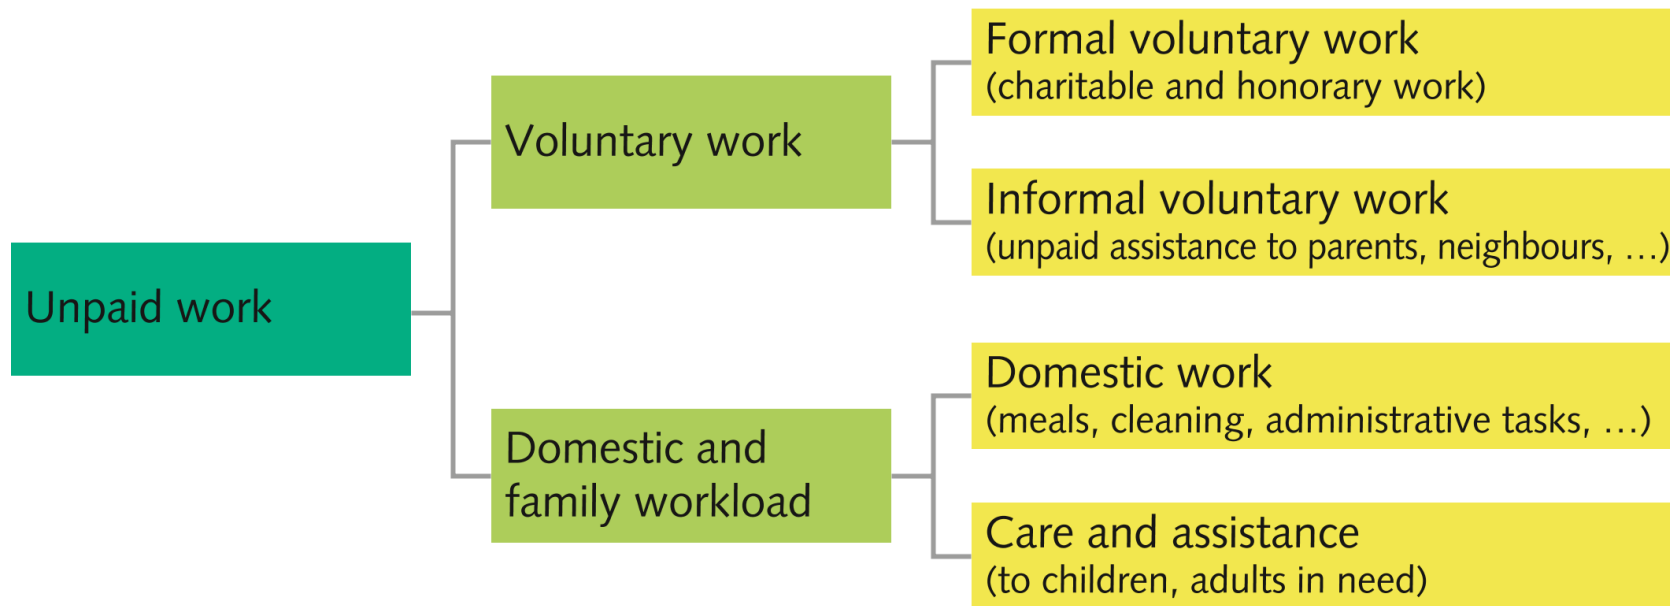 Unpaid work
Voluntary work
Formal voluntary work
(charitable and honorary work)
Informal voluntary work
(unpaid assistance to parents, neighbours, …)
Domestic and
family workload
Domestic work
(meals, cleaning, administrative tasks, …)
Care and assistance
(to children, adults in need)